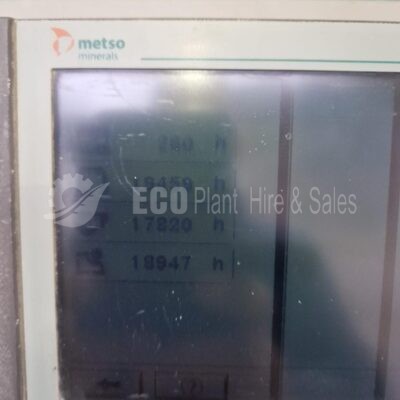 metso
minerals
280 h
ECO Plant Hire & Sales
17820 h
18947 h